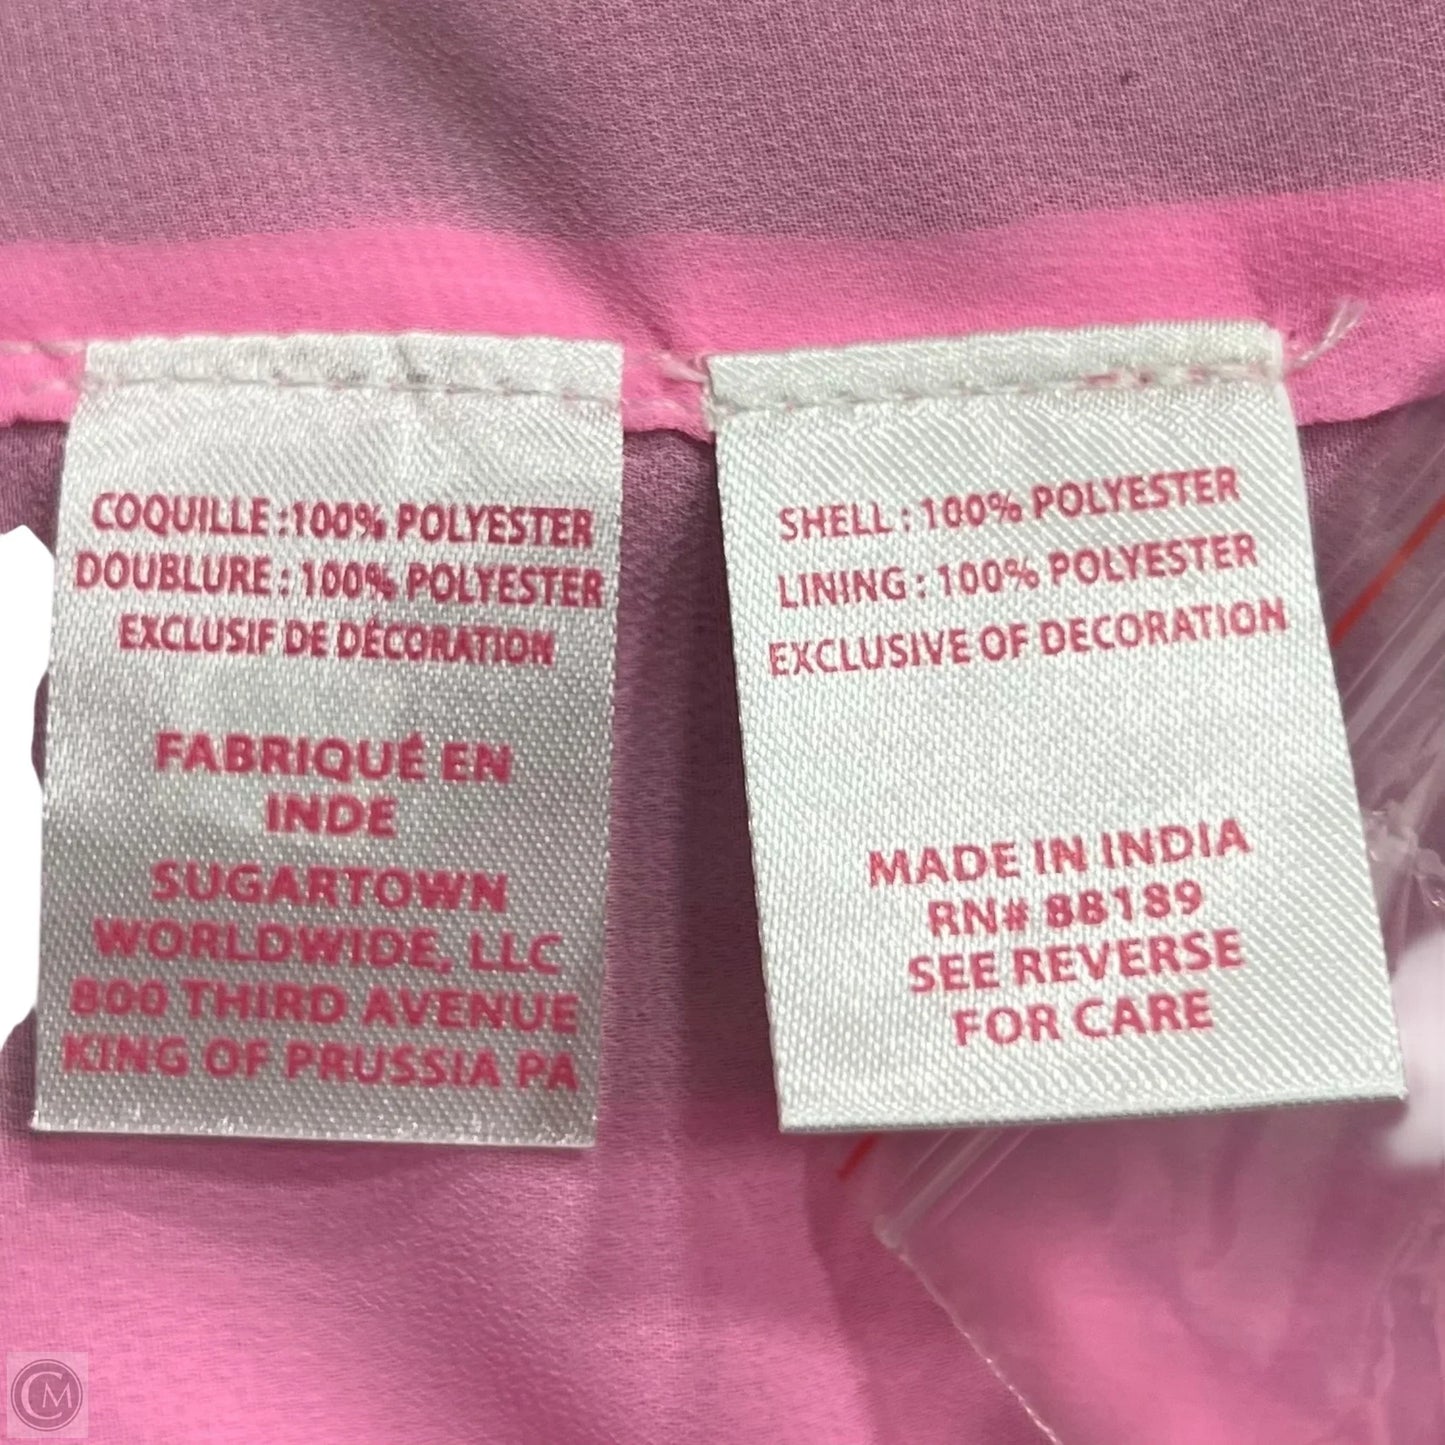 COQUILLE : 100% POLYESTER
DOUBLURE : 100% POLYESTER
EXCLUSIF DE DÉCORATION
FABRIQUÉ EN
INDE
SUGARTOWN
WORLDWIDE, LLC
800 THIRD AVENUE
KING OF PRUSSIA PA
SHELL : 100% POLYESTER
LINING : 100% POLYESTER
EXCLUSIVE OF DECORATION
MADE IN INDIA
RN# 88189
SEE REVERSE
FOR CARE
CM